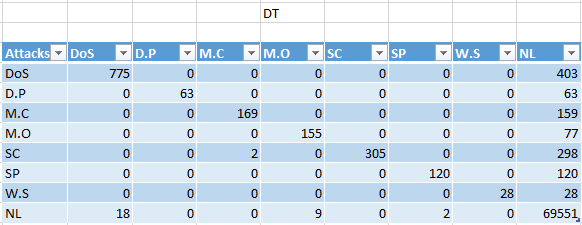 DT
Attacks DoS D.P M.C M.O SC SP W.S NL
DoS 775 0 0 0 0 0 0 403
D.P 0 63 0 0 0 0 0 63
M.C 0 0 169 0 0 0 0 159
M.O 0 0 0 155 0 0 0 77
SC 0 0 2 0 305 0 0 298
SP 0 0 0 0 0 120 0 120
W.S 0 0 0 0 0 0 28 28
NL 18 0 0 9 0 2 0 69551